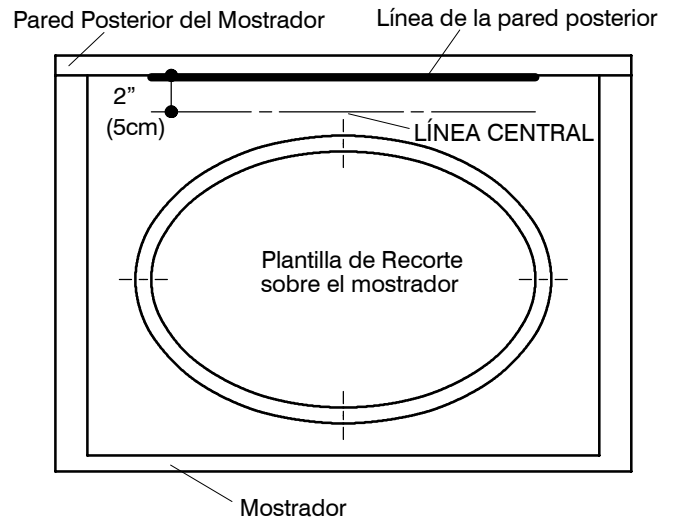 Pared Posterior del Mostrador
Línea de la pared posterior
2”
(5cm)
LÍNEA CENTRAL
Plantilla de Recorte
sobre el mostrador
Mostrador